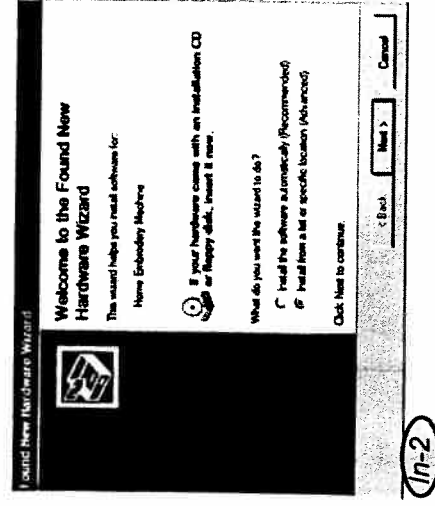 Found New Hardware Wizard
Welcome to the Found New
Hardware Wizard
This wizard helps you install software for:
Home Embroidery Machine
If your hardware came with an installation CD
or floppy disk, insert it now.
What do you want the wizard to do?
Install the software automatically (Recommended)
Install from a list or specific location (Advanced)
Click Next to continue.
< Back
Next >
Cancel
In-2